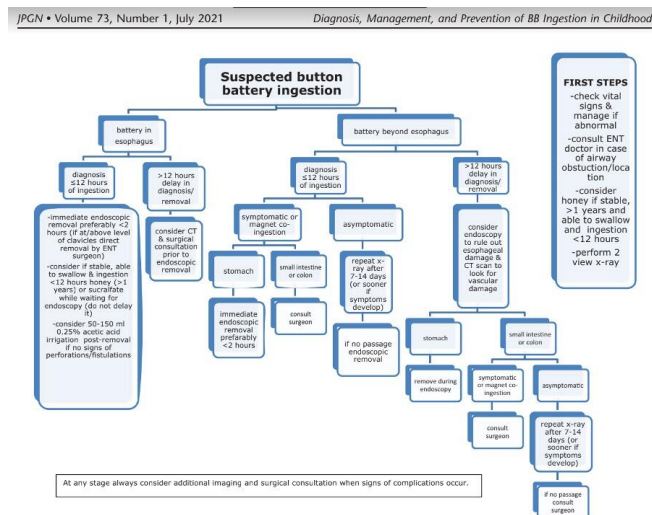 JPGN • Volume 73, Number 1, July 2021
Diagnosis, Management, and Prevention of BB Ingestion in Childhood
Suspected button
battery ingestion
battery in
esophagus
battery beyond esophagus
diagnosis
≤12 hours
of ingestion
>12 hours
delay in
diagnosis/
removal
diagnosis
≤12 hours
of ingestion
>12 hours
delay in
diagnosis/
removal
-immediate endoscopic
removal preferably <2
hours (if at/above level
of clavicles direct
removal by ENT
surgeon)
-consider if stable, able
to swallow & ingestion
<12 hours honey (>1
years) or sucralfate
while waiting for
endoscopy (do not delay
it)
-consider 50-150 ml
0.25% acetic acid
irrigation post-removal
if no signs of
perforations/fistulations
consider CT
& surgical
consultation
prior to
endoscopic
removal
symptomatic or
magnet co-
ingestion
asymptomatic
stomach
small intestine
or colon
immediate
endoscopic
removal
preferably
<2 hours
consult
surgeon
repeat x-
ray after
7-14 days
(or sooner
if
symptoms
develop)
if no passage
endoscopic
removal
consider
endoscopy
to rule out
esophageal
damage &
CT scan to
look for
vascular
damage
stomach
small intestine
or colon
remove during
endoscopy
symptomatic
or magnet co-
ingestion
asymptomatic
consult
surgeon
repeat x-ray
after 7-14
days (or
sooner if
symptoms
develop)
if no passage
consult
surgeon
FIRST STEPS
-check vital
signs &
manage if
abnormal
-consult ENT
doctor in case
of airway
obstuction/loca
tion
-consider
honey if stable,
>1 years and
able to swallow
and ingestion
<12 hours
-perform 2
view x-ray
At any stage always consider additional imaging and surgical consultation when signs of complications occur.